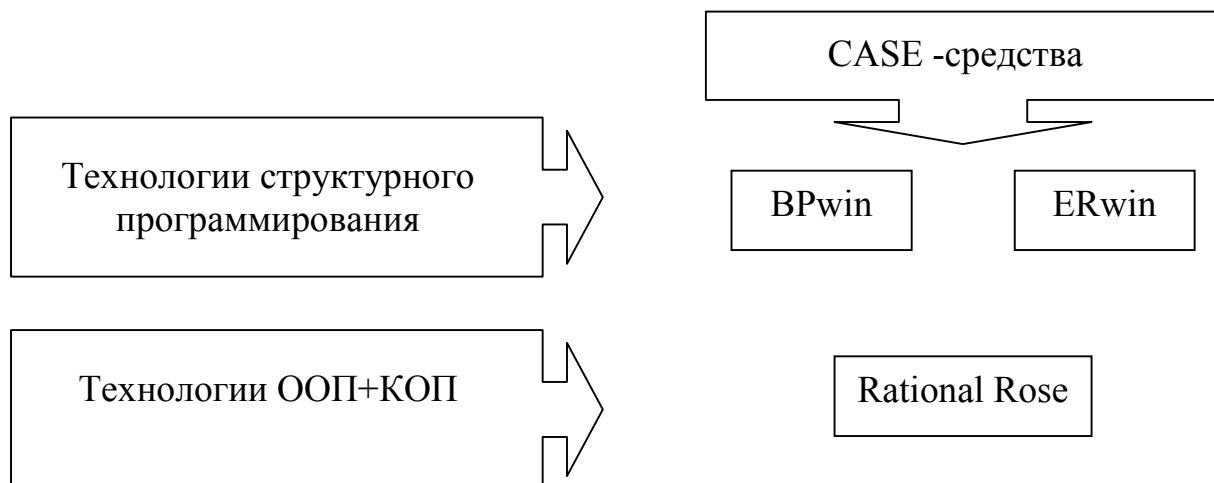 CASE -средства
Технологии структурного
программирования
BPwin
ERwin
Технологии ООП+КОП
Rational Rose